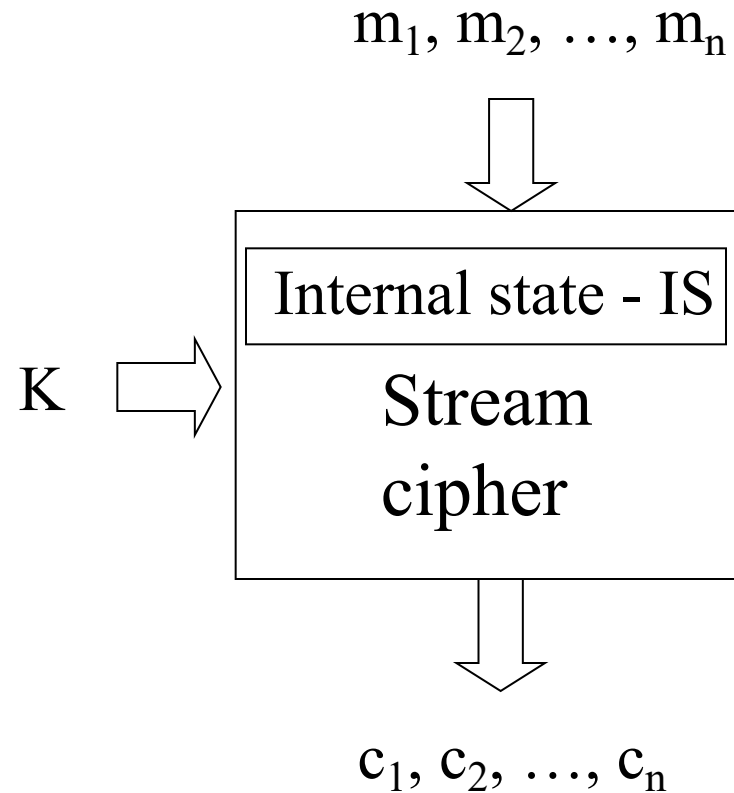 m₁, m₂, …, mₙ
Internal state - IS
K
Stream
cipher
c₁, c₂, …, cₙ